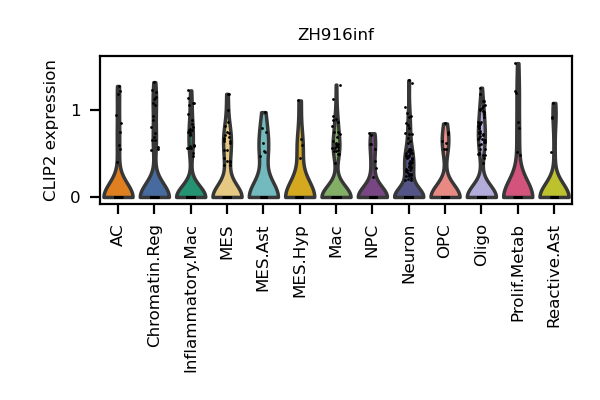 ZH916inf
CLIP2 expression
1
0
AC
Chromatin.Reg
Inflammatory.Mac
MES
MES.Ast
MES.Hyp
Mac
NPC
Neuron
OPC
Oligo
Prolif.Metab
Reactive.Ast